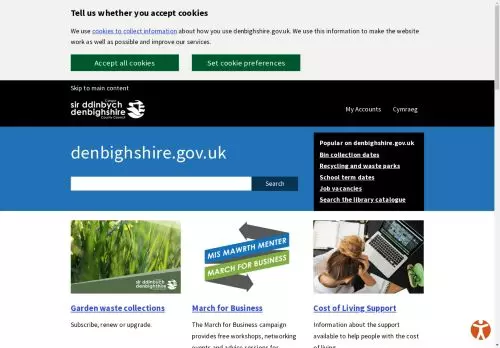 Tell us whether you accept cookies
We use cookies to collect information about how you use denbighshire.gov.uk. We use this information to make the website
work as well as possible and improve our services.
Accept all cookies
Set cookie preferences
Skip to main content
Cyngor
sir ddinbych
denbighshire
County Council
My Accounts
Cymraeg
denbighshire.gov.uk
Search
Popular on denbighshire.gov.uk
Bin collection dates
Recycling and waste parks
School term dates
Job vacancies
Search the library catalogue
sir ddinbych
denbighshire
MIS MAWRTH MENTER
MARCH FOR BUSINESS
Garden waste collections
Subscribe, renew or upgrade.
March for Business
The March for Business campaign
provides free workshops, networking
events and advice sessions for
Cost of Living Support
Information about the support
available to help people with the cost
of living